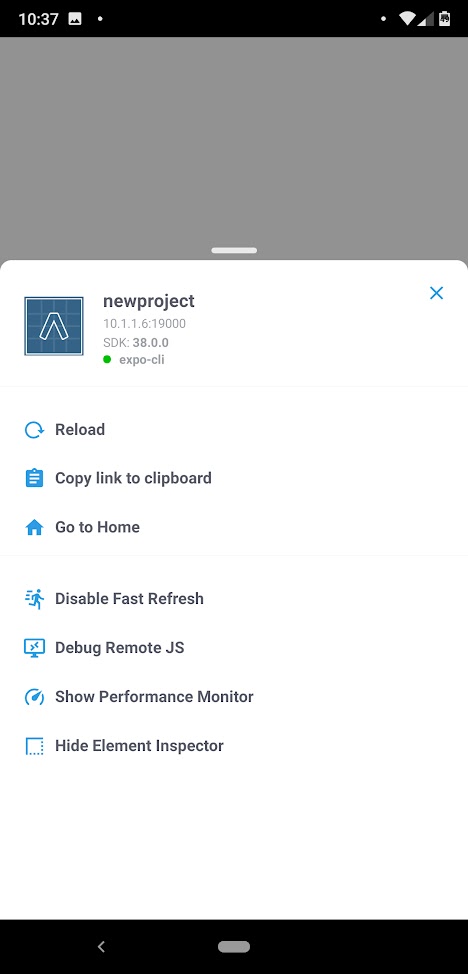 10:37
newproject
10.1.1.6:19000
SDK: 38.0.0
expo-cli
Reload
Copy link to clipboard
Go to Home
Disable Fast Refresh
Debug Remote JS
Show Performance Monitor
Hide Element Inspector